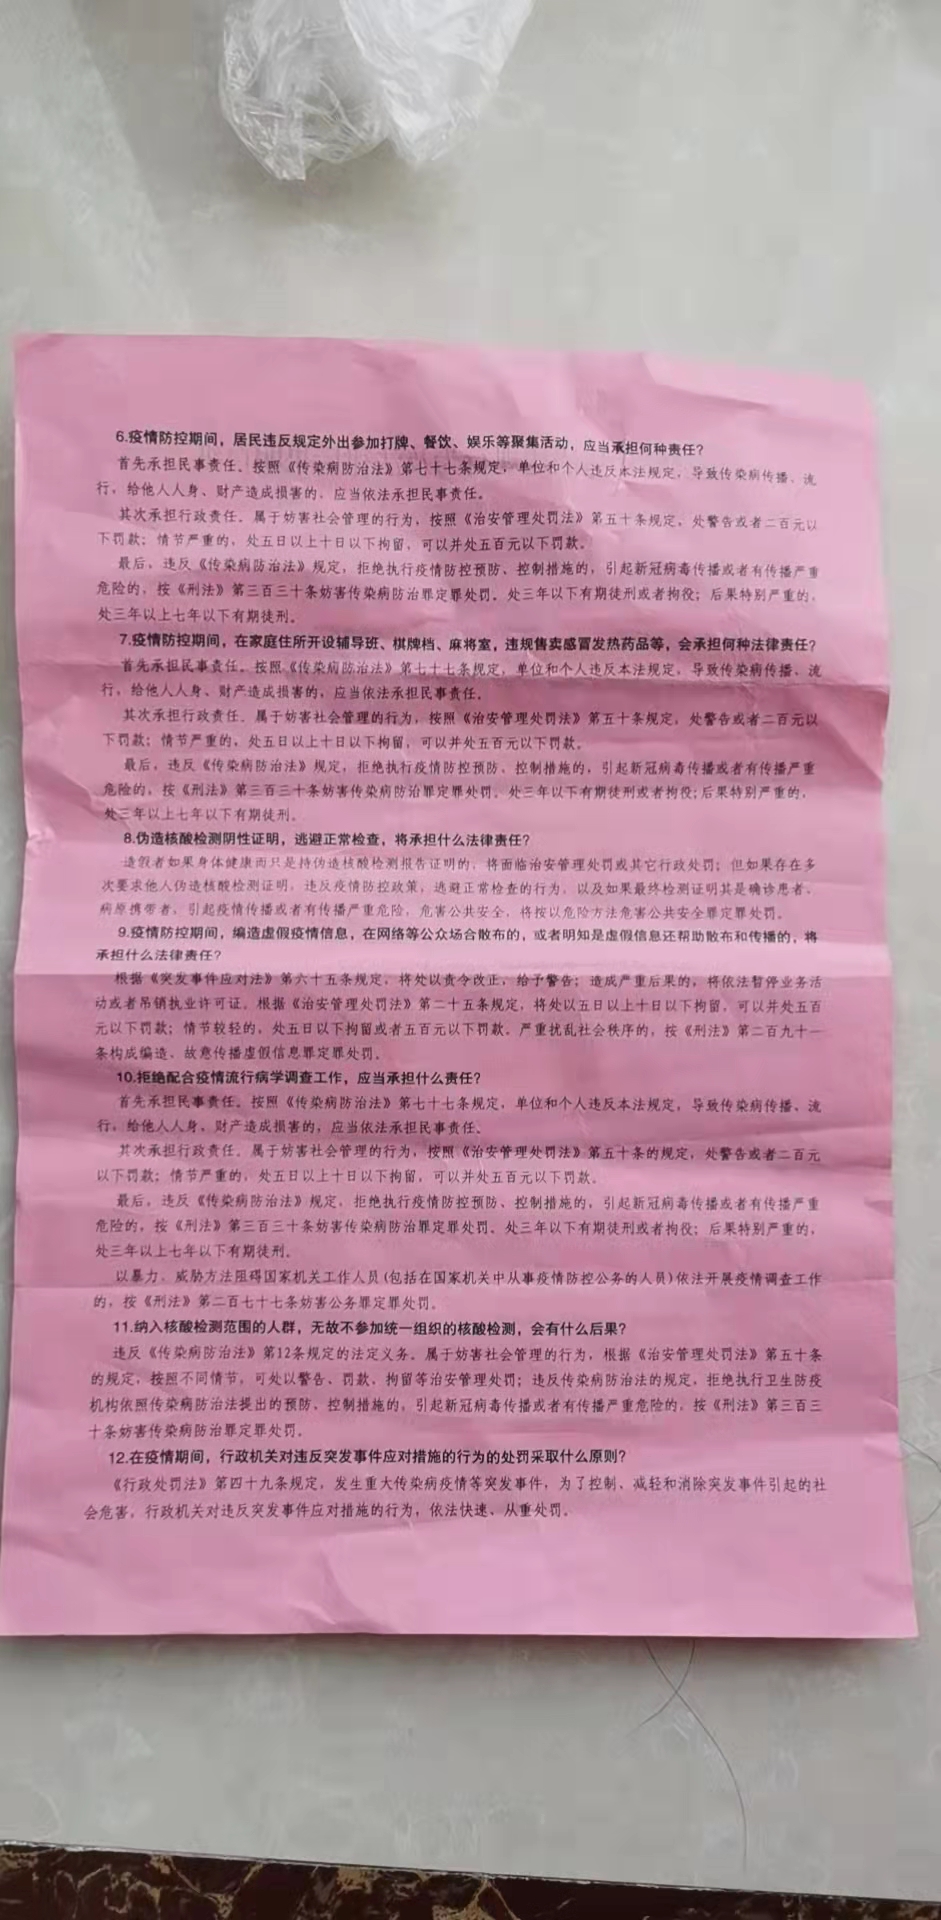 6.疫情防控期间，居民违反规定外出参加打牌、餐饮、娱乐等聚集活动，应当承担何种责任？
首先承担民事责任。按照《传染病防治法》第七十七条规定，单位和个人违反本法规定，导致传染病传播、流
行，给他人人身、财产造成损害的，应当依法承担民事责任。
其次承担行政责任。属于妨害社会管理的行为，按照《治安管理处罚法》第五十条规定，处警告或者二百元以
下罚款；情节严重的，处五日以上十日以下拘留，可以并处五百元以下罚款。
最后，违反《传染病防治法》规定，拒绝执行疫情防控预防、控制措施的，引起新冠病毒传播或者有传播严重
危险的，按《刑法》第三百三十条妨害传染病防治罪定罪处罚。处三年以下有期徒刑或者拘役；后果特别严重的，
处三年以上七年以下有期徒刑。
7.疫情防控期间，在家庭住所开设辅导班、棋牌档、麻将室，违规售卖感冒发热药品等，会承担何种法律责任？
首先承担民事责任。按照《传染病防治法》第七十七条规定，单位和个人违反本法规定，导致传染病传播、流
行，给他人人身、财产造成损害的，应当依法承担民事责任。
其次承担行政责任。属于妨害社会管理的行为，按照《治安管理处罚法》第五十条规定，处警告或者二百元以
下罚款；情节严重的，处五日以上十日以下拘留，可以并处五百元以下罚款。
最后，违反《传染病防治法》规定，拒绝执行疫情防控预防、控制措施的，引起新冠病毒传播或者有传播严重
危险的，按《刑法》第三百三十条妨害传染病防治罪定罪处罚。处三年以下有期徒刑或者拘役；后果特别严重的，
处三年以上七年以下有期徒刑。
8.伪造核酸检测阴性证明，逃避正常检查，将承担什么法律责任？
造假者如果身体健康而只是持伪造核酸检测报告证明的，将面临治安管理处罚或其它行政处罚；但如果存在多
次要求他人伪造核酸检测证明，违反疫情防控政策，逃避正常检查的行为，以及如果最终检测证明其是确诊患者、
病原携带者，引起疫情传播或者有传播严重危险，危害公共安全，将按以危险方法危害公共安全罪定罪处罚。
9.疫情防控期间，编造虚假疫情信息，在网络等公众场合散布的，或者明知是虚假信息还帮助散布和传播的，将
承担什么法律责任？
根据《突发事件应对法》第六十五条规定，将处以责令改正，给予警告；造成严重后果的，将依法暂停业务活
动或者吊销执业许可证。根据《治安管理处罚法》第二十五条规定，将处以五日以上十日以下拘留，可以并处五百
元以下罚款；情节较轻的，处五日以下拘留或者五百元以下罚款。严重扰乱社会秩序的，按《刑法》第二百九十一
条构成编造、故意传播虚假信息罪定罪处罚。
10.拒绝配合疫情流行病学调查工作，应当承担什么责任？
首先承担民事责任。按照《传染病防治法》第七十七条规定，单位和个人违反本法规定，导致传染病传播、流
行，给他人人身，财产造成损害的，应当依法承担民事责任。
其次承担行政责任。属于妨害社会管理的行为，按照《治安管理处罚法》第五十条的规定，处警告或者二百元
以下罚款；情节严重的，处五日以上十日以下拘留，可以并处五百元以下罚款。
最后，违反《传染病防治法》规定，拒绝执行疫情防控预防、控制措施的，引起新冠病毒传播或者有传播严重
危险的，按《刑法》第三百三十条妨害传染病防治罪定罪处罚。处三年以下有期徒刑或者拘役；后果特别严重的，
处三年以上七年以下有期徒刑。
以暴力、威胁方法阻碍国家机关工作人员(包括在国家机关中从事疫情防控公务的人员)依法开展疫情调查工作
的，按《刑法》第二百七十七条妨害公务罪定罪处罚。
11.纳入核酸检测范围的人群，无故不参加统一组织的核酸检测，会有什么后果？
违反《传染病防治法》第12条规定的法定义务。属于妨害社会管理的行为，根据《治安管理处罚法》第五十条
的规定，按照不同情节，可处以警告、罚款，拘留等治安管理处罚；违反传染病防治法的规定，拒绝执行卫生防疫
机构依照传染病防治法提出的预防、控制措施的，引起新冠病毒传播或者有传播严重危险的，按《刑法》第三百三
十条妨害传染病防治罪定罪处罚。
12.在疫情期间，行政机关对违反突发事件应对措施的行为的处罚采取什么原则？
《行政处罚法》第四十九条规定，发生重大传染病疫情等突发事件，为了控制、减轻和消除突发事件引起的社
会危害，行政机关对违反突发事件应对措施的行为，依法快速、从重处罚。